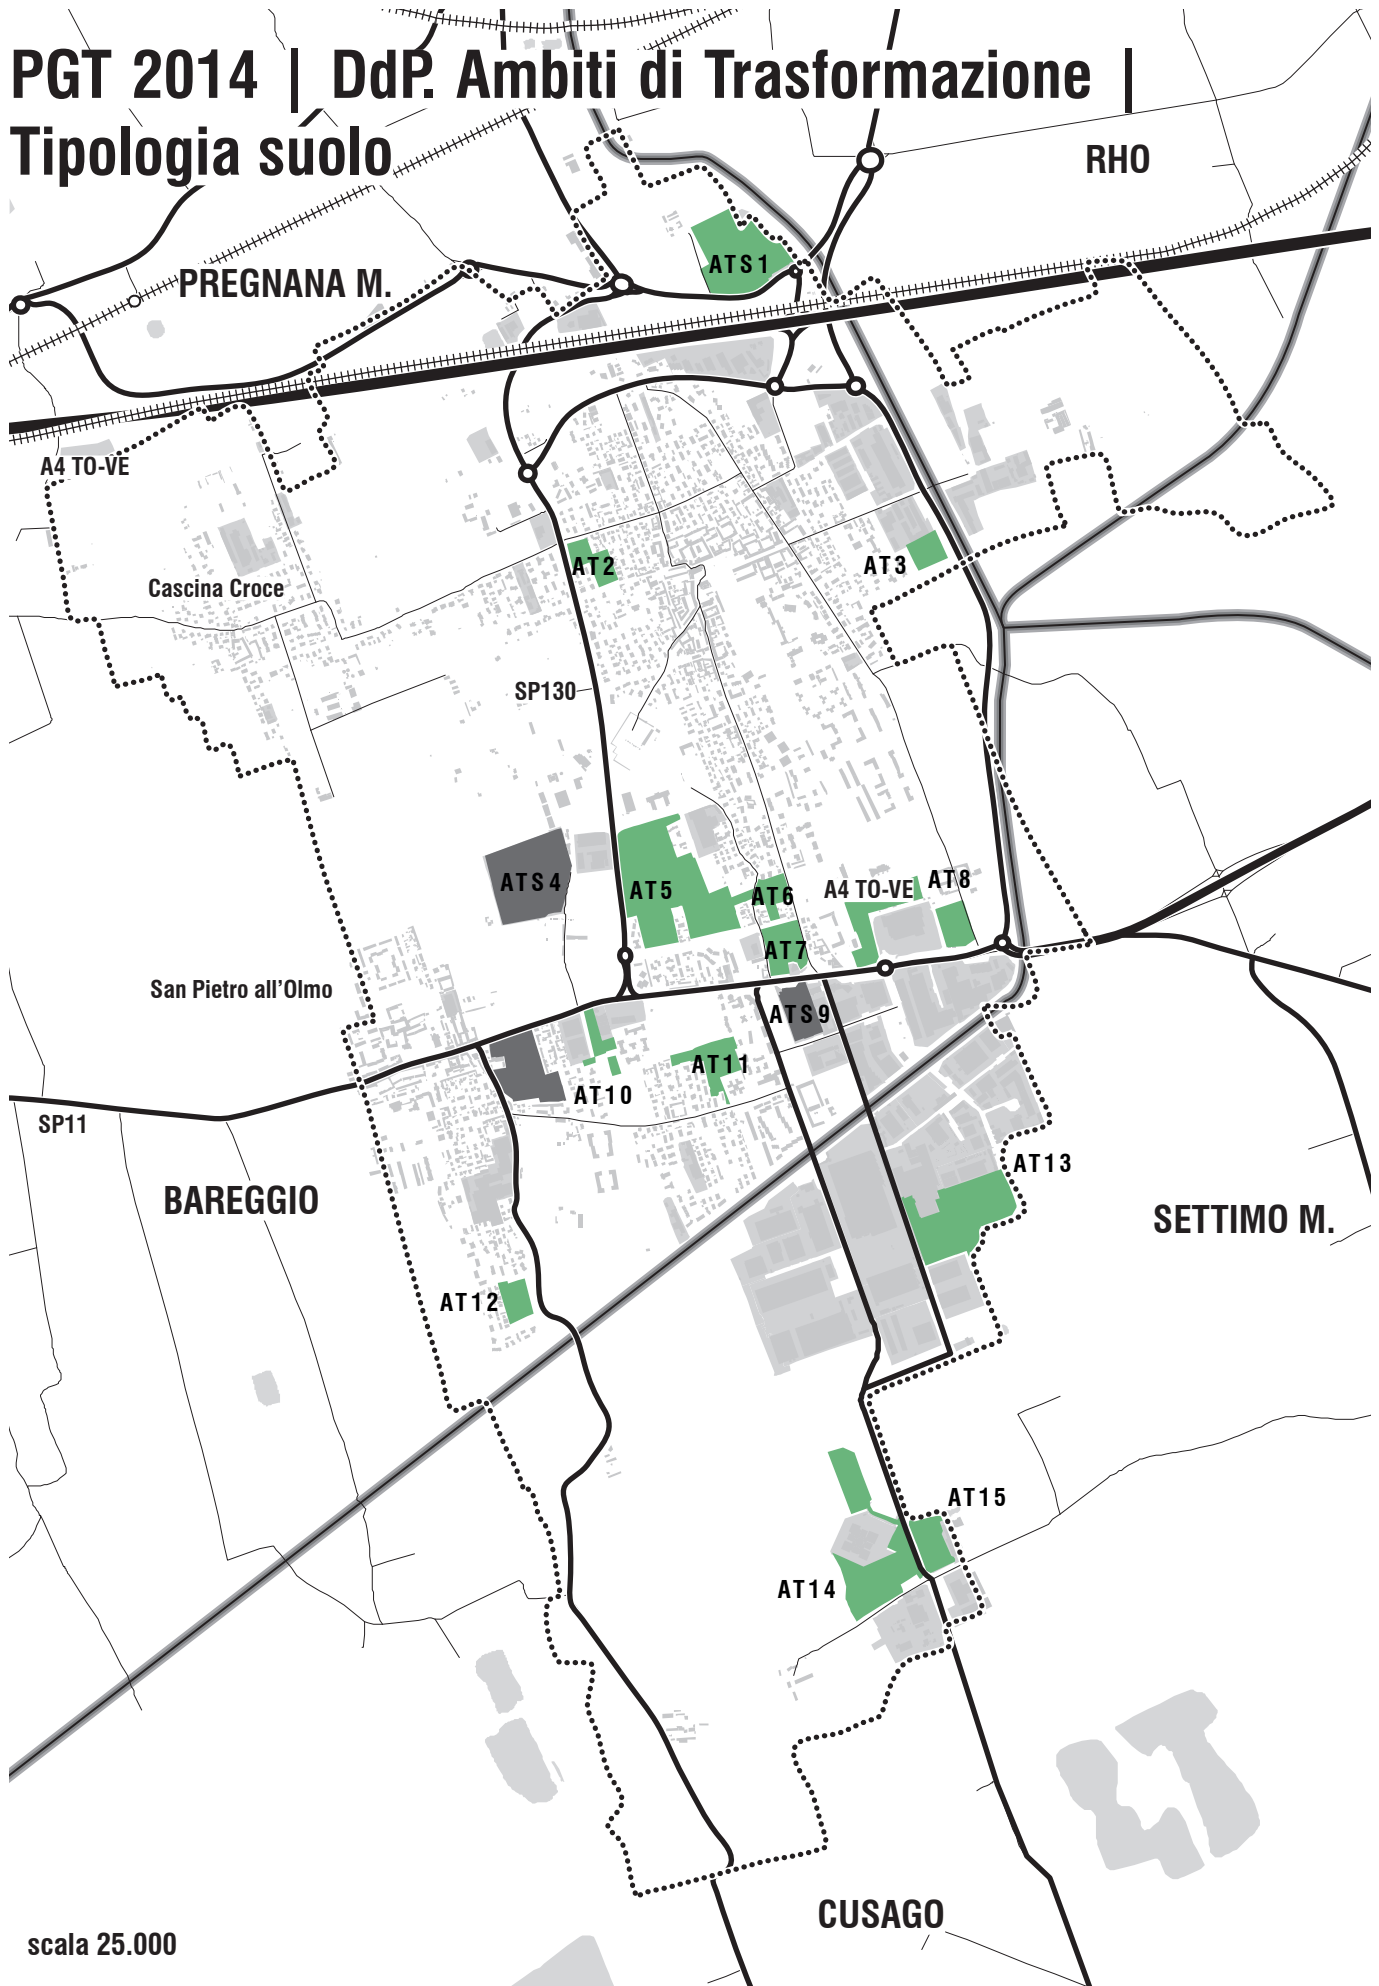 PGT 2014 | DdP. Ambiti di Trasformazione |
Tipologia suolo
RHO
ATS1
PREGNANA M.
A4 TO-VE
AT2
AT3
Cascina Croce
SP130
ATS4
AT5
AT6
A4 TO-VE
AT8
AT7
San Pietro all'Olmo
ATS9
AT11
AT10
SP11
AT13
BAREGGIO
SETTIMO M.
AT12
AT15
AT14
CUSAGO
scala 25.000